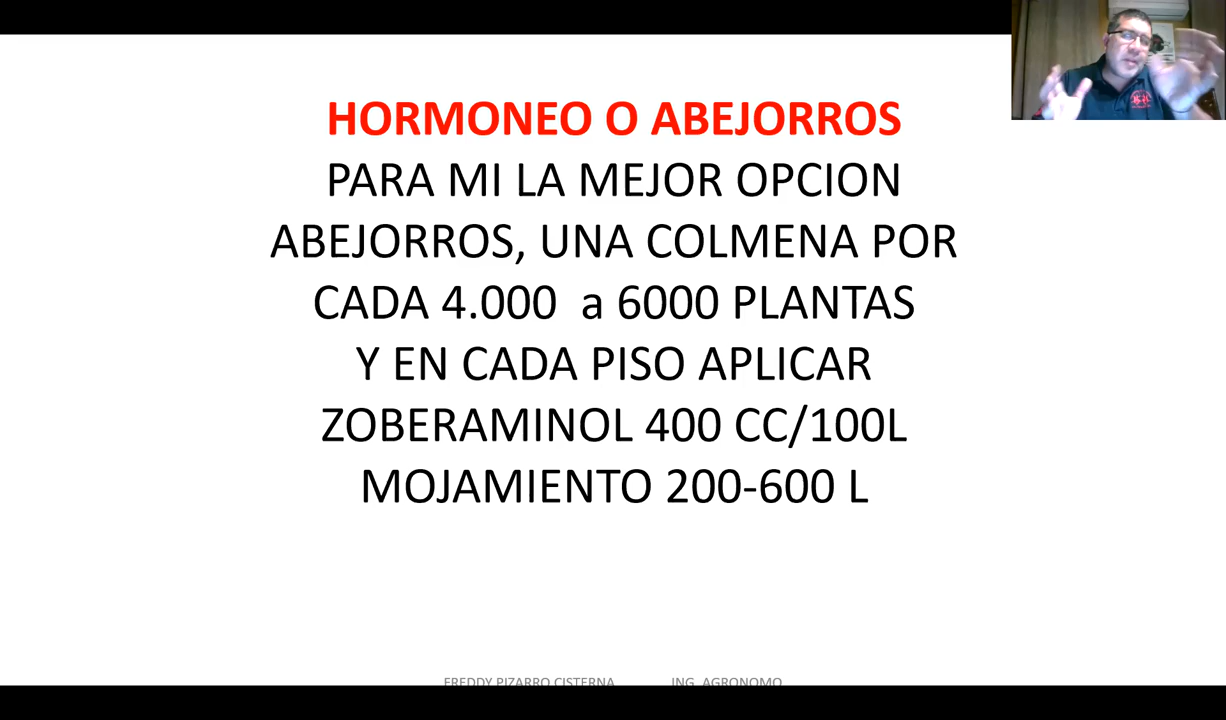 HORMONEO O ABEJORROS
PARA MI LA MEJOR OPCION
ABEJORROS, UNA COLMENA POR
CADA 4.000 a 6000 PLANTAS
Y EN CADA PISO APLICAR
ZOBERAMINOL 400 CC/100L
MOJAMIENTO 200-600 L
FREDDY PIZARRO CISTERNA ING. AGRONOMO